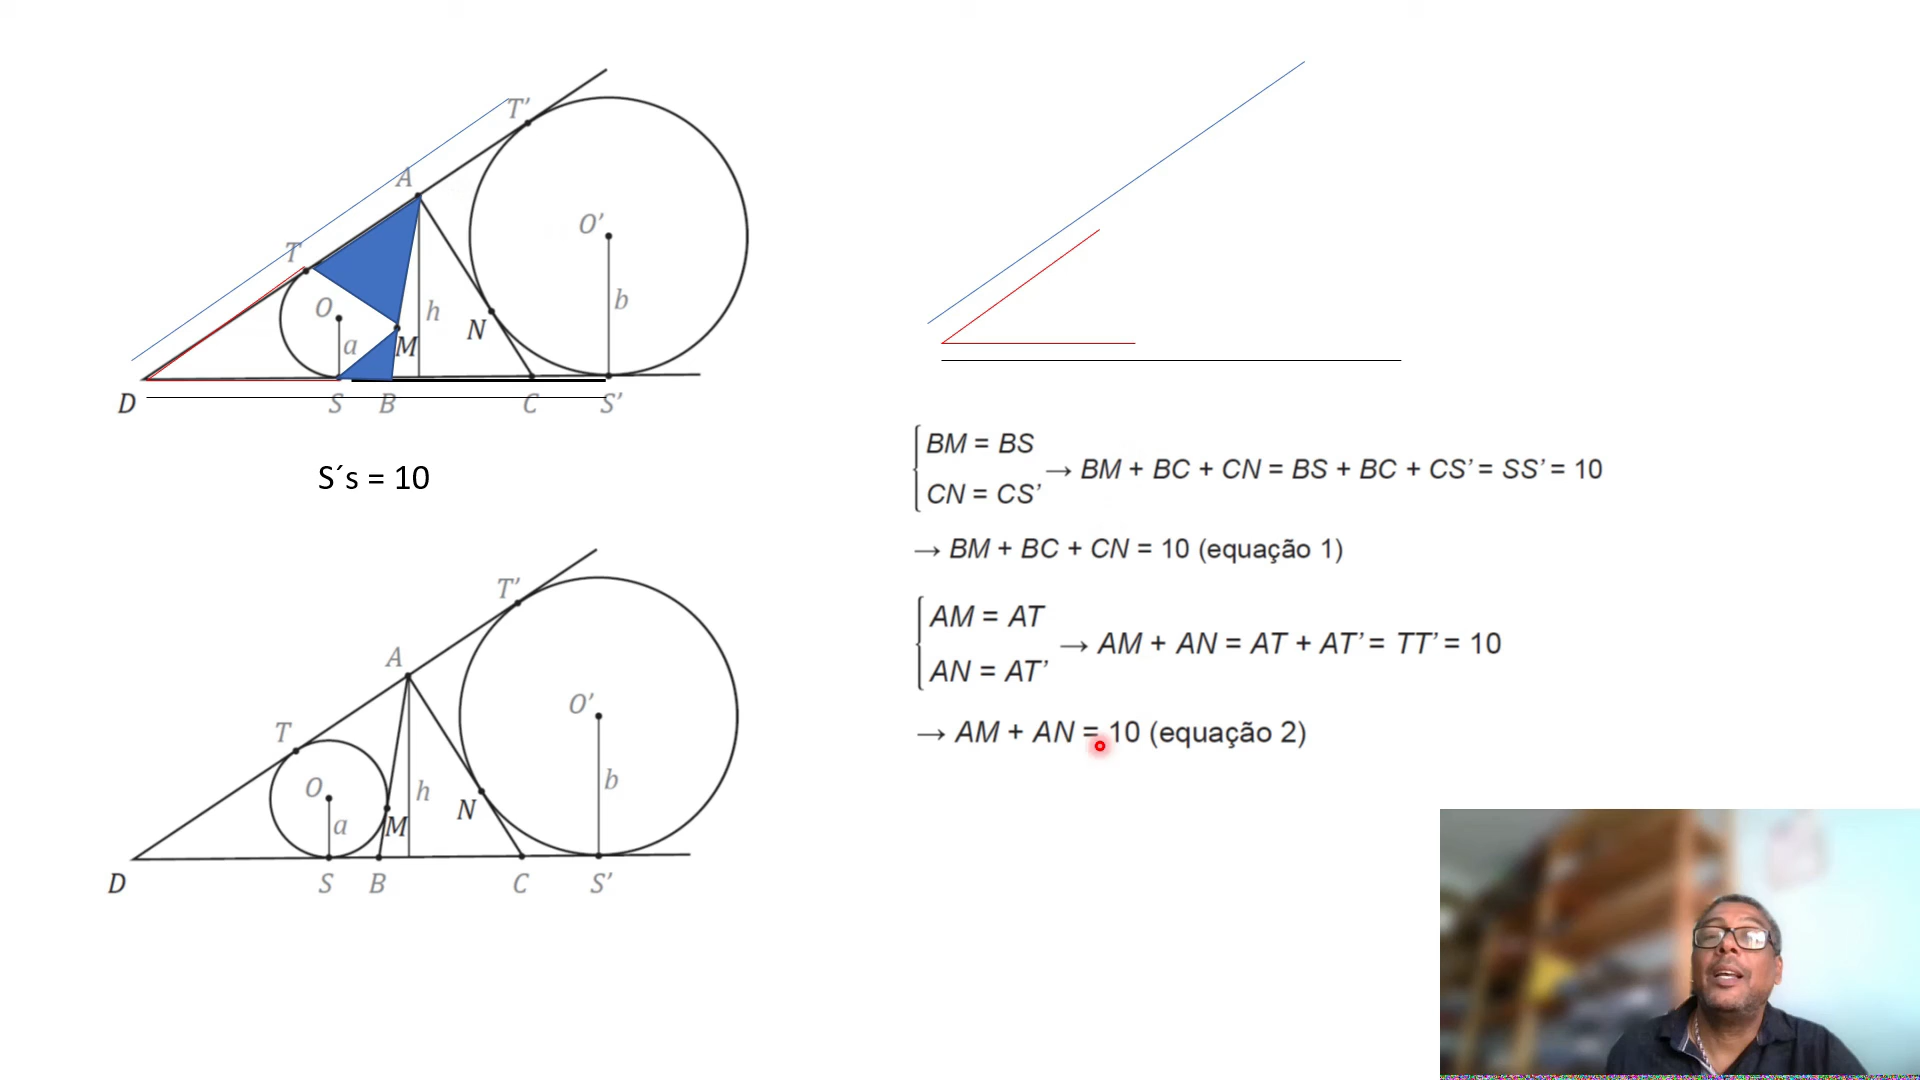 T'
A
O'
T
O
h
b
N
a
M
D
S
B
C
S'
S´s = 10
T'
A
O'
T
O
h
b
N
a
M
D
S
B
C
S'
BM = BS
CN = CS’
→ BM + BC + CN = BS + BC + CS’ = SS’ = 10
→ BM + BC + CN = 10 (equação 1)
AM = AT
AN = AT’
→ AM + AN = AT + AT’ = TT’ = 10
→ AM + AN = 10 (equação 2)